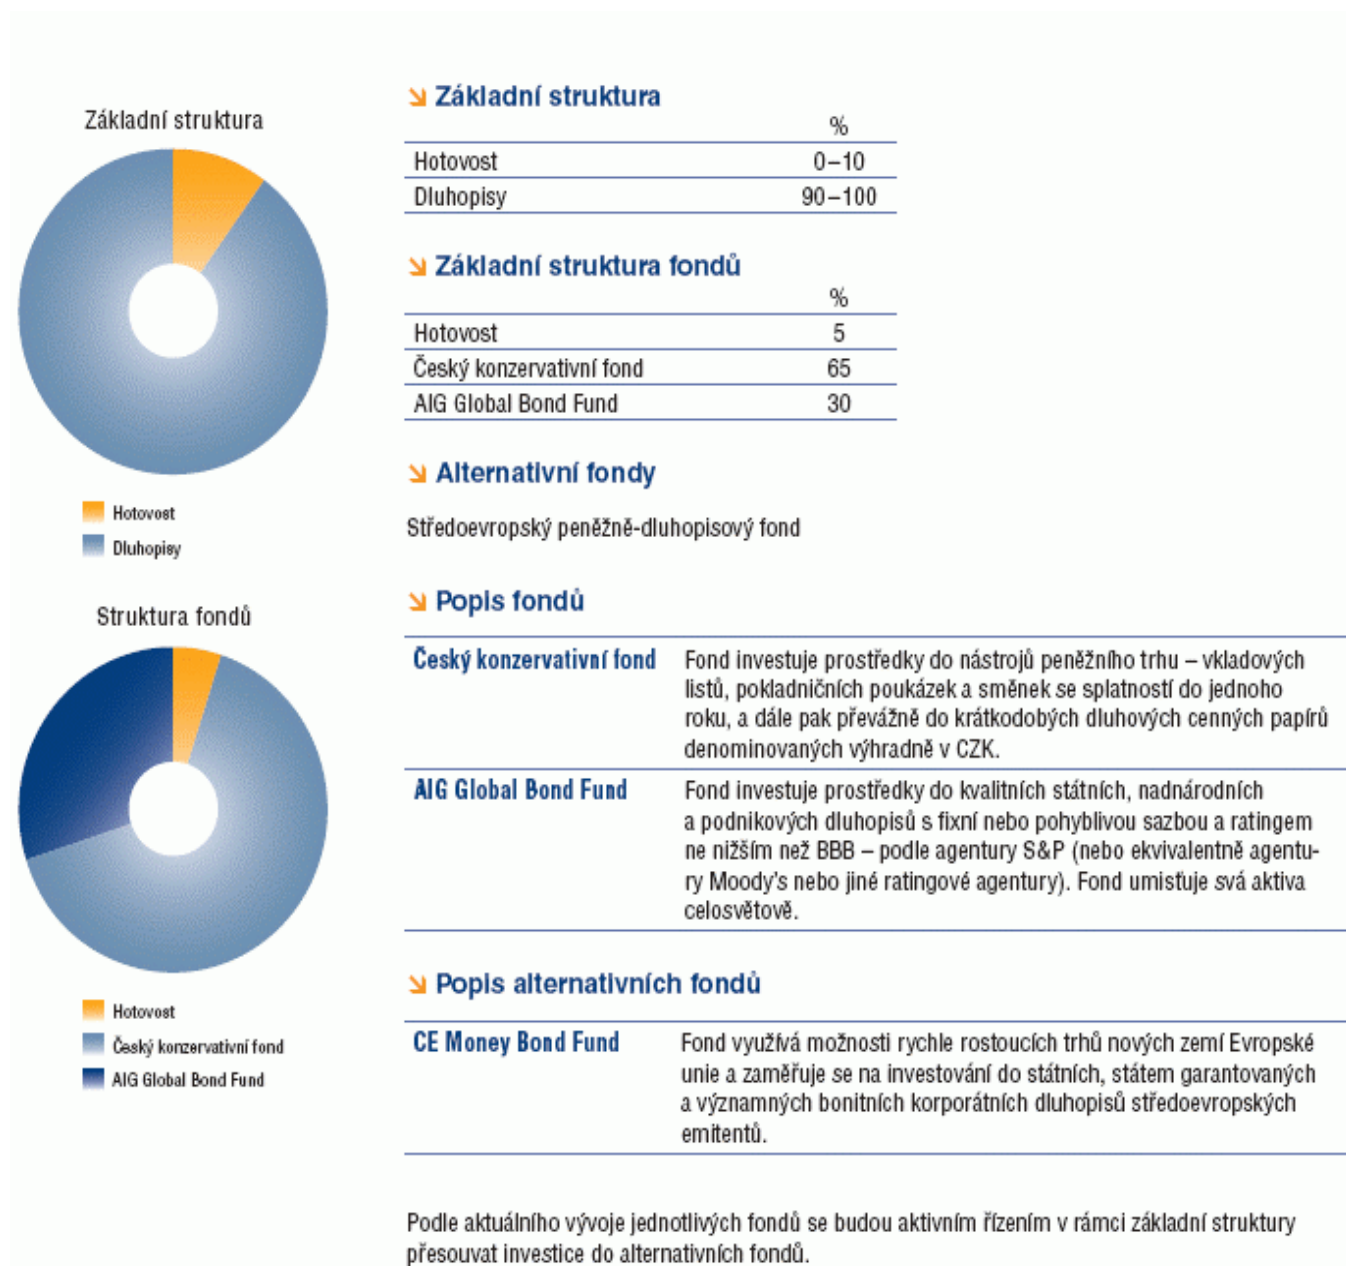 Základní struktura
Hotovost
Dluhopisy
Struktura fondů
Hotovost
Český konzervativní fond
AIG Global Bond Fund
Základní struktura
%
Hotovost 0–10
Dluhopisy 90–100
Základní struktura fondů
%
Hotovost 5
Český konzervativní fond 65
AIG Global Bond Fund 30
Alternativní fondy
Středoevropský peněžně-dluhopisový fond
Popis fondů
Český konzervativní fond Fond investuje prostředky do nástrojů peněžního trhu – vkladových
listů, pokladničních poukázek a směnek se splatností do jednoho
roku, a dále pak převážně do krátkodobých dluhových cenných papírů
denominovaných výhradně v CZK.
AIG Global Bond Fund Fond investuje prostředky do kvalitních státních, nadnárodních
a podnikových dluhopisů s fixní nebo pohyblivou sazbou a ratingem
ne nižším než BBB – podle agentury S&P (nebo ekvivalentně agentu-
ry Moody's nebo jiné ratingové agentury). Fond umisťuje svá aktiva
celosvětově.
Popis alternativních fondů
CE Money Bond Fund Fond využívá možnosti rychle rostoucích trhů nových zemí Evropské
unie a zaměřuje se na investování do státních, státem garantovaných
a významných bonitních korporátních dluhopisů středoevropských
emitentů.
Podle aktuálního vývoje jednotlivých fondů se budou aktivním řízením v rámci základní struktury
přesouvat investice do alternativních fondů.